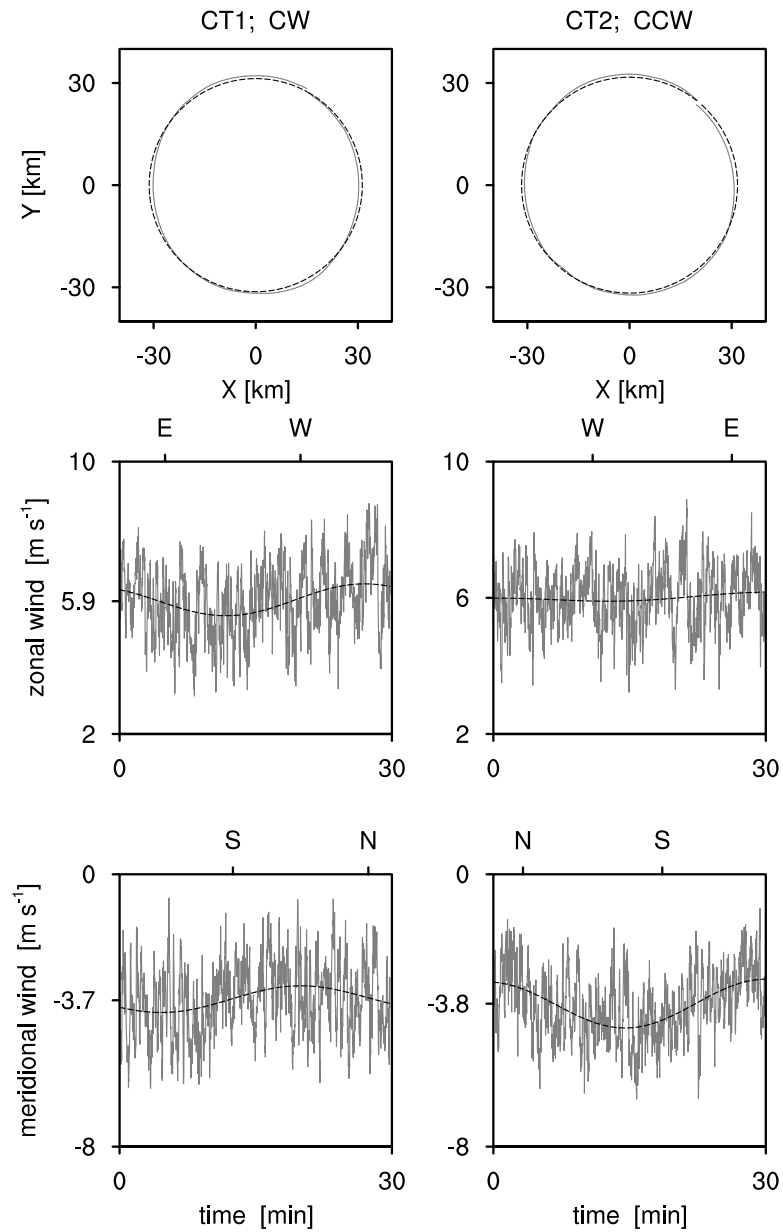 CT1; CW
CT2; CCW
30
0
-30
Y [km]
-30 0 30
X [km]
30
0
-30
-30 0 30
X [km]
E W
10
5.9
2
zonal wind [m s-1]
0 30
W E
10
6
2
0 30
S N
0
-3.7
-8
meridional wind [m s-1]
0 30
time [min]
N S
0
-3.8
-8
0 30
time [min]